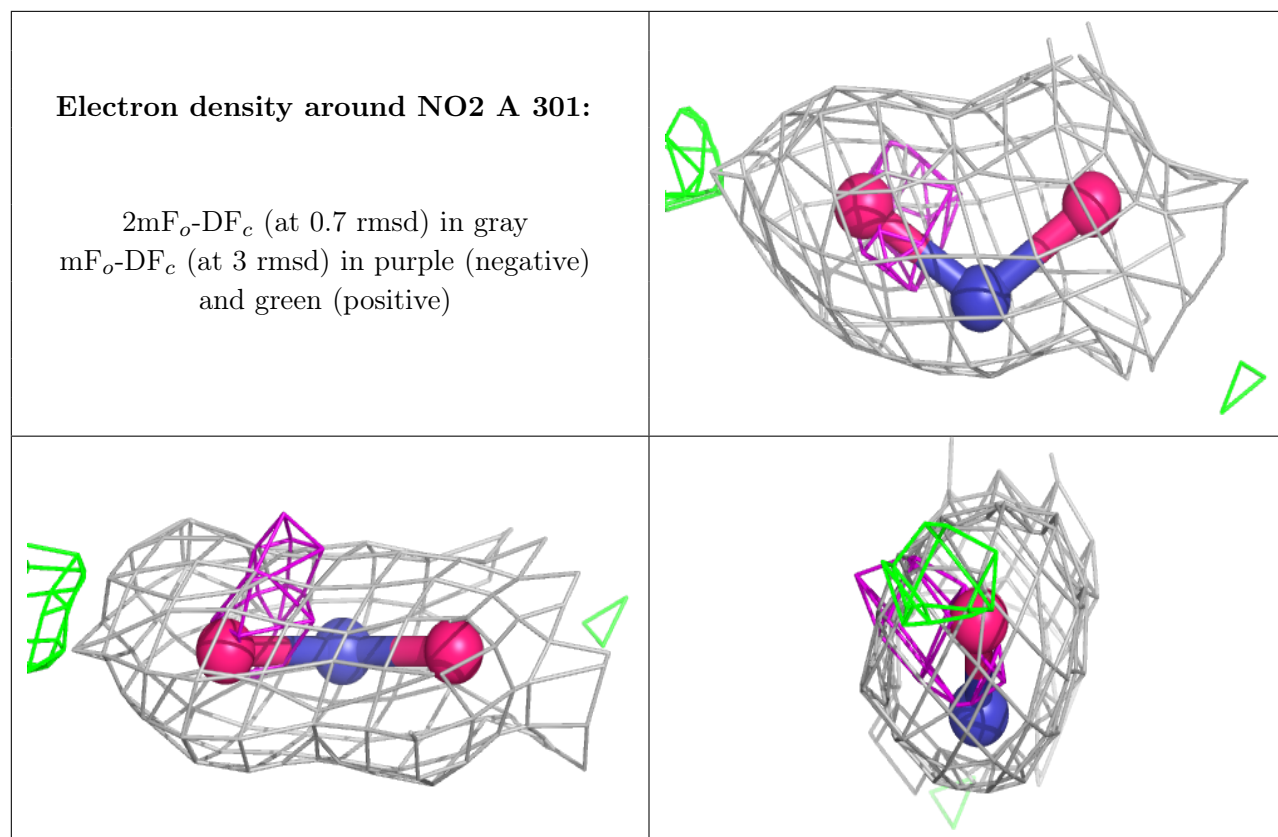 Electron density around NO2 A 301:
2mFo-DFc (at 0.7 rmsd) in gray
mFo-DFc (at 3 rmsd) in purple (negative)
and green (positive)